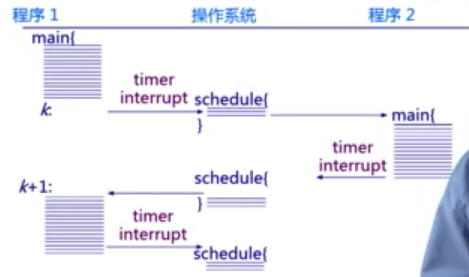 程序 1
操作系统
程序 2
main{
k:
timer
interrupt
schedule{
}
main{
timer
interrupt
schedule{
k+1:
}
timer
interrupt
schedule{